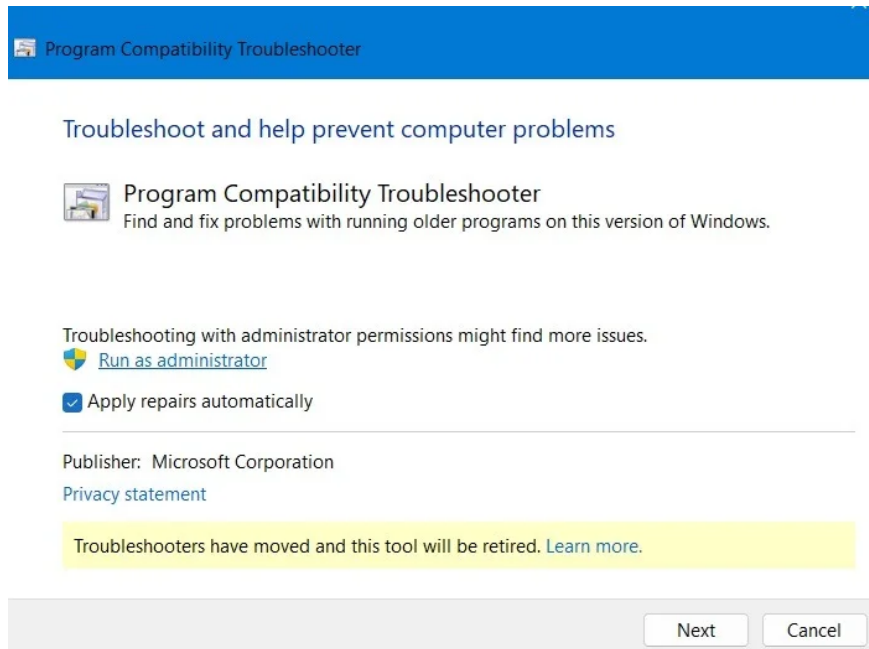 Program Compatibility Troubleshooter
Troubleshoot and help prevent computer problems
Program Compatibility Troubleshooter
Find and fix problems with running older programs on this version of Windows.
Troubleshooting with administrator permissions might find more issues.
Run as administrator
Apply repairs automatically
Publisher: Microsoft Corporation
Privacy statement
Troubleshooters have moved and this tool will be retired. Learn more.
Next
Cancel